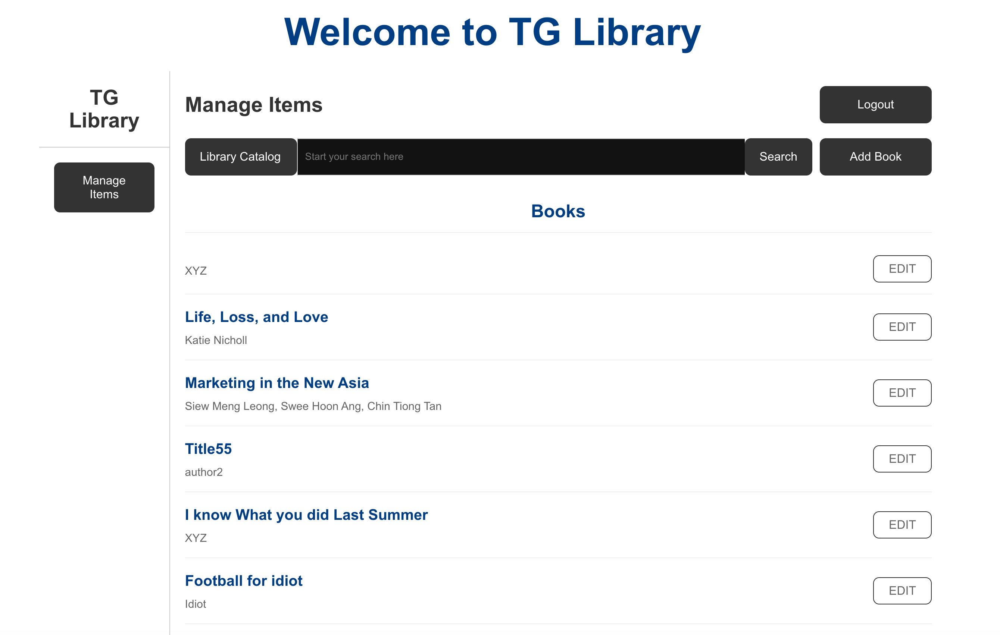 Welcome to TG Library
TG
Library
Manage
Items
Manage Items
Logout
Library Catalog
Start your search here
Search
Add Book
Books
XYZ
EDIT
Life, Loss, and Love
Katie Nicholl
EDIT
Marketing in the New Asia
Siew Meng Leong, Swee Hoon Ang, Chin Tiong Tan
EDIT
Title55
author2
EDIT
I know What you did Last Summer
XYZ
EDIT
Football for idiot
Idiot
EDIT